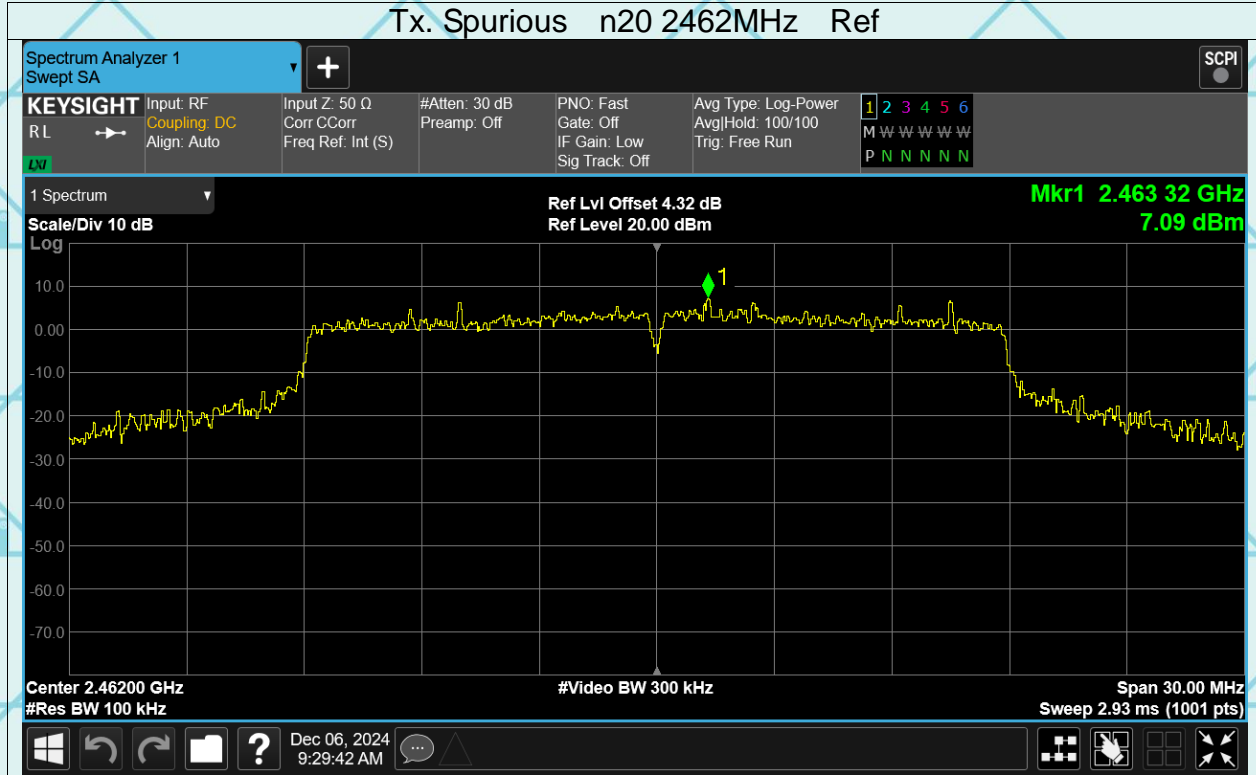 Tx. Spurious n20 2462MHz Ref
Spectrum Analyzer 1
Swept SA
SCPI
KEYSIGHT
R L
LXI
Input: RF
Coupling: DC
Align: Auto
Input Z: 50 Ω
Corr CCorr
Freq Ref: Int (S)
#Atten: 30 dB
Preamp: Off
PNO: Fast
Gate: Off
IF Gain: Low
Sig Track: Off
Avg Type: Log-Power
Avg|Hold: 100/100
Trig: Free Run
1 2 3 4 5 6
M W W W W W
P N N N N N
1 Spectrum
Scale/Div 10 dB
Ref Lvl Offset 4.32 dB
Ref Level 20.00 dBm
Mkr1 2.463 32 GHz
7.09 dBm
Log
1
10.0
0.00
-10.0
-20.0
-30.0
-40.0
-50.0
-60.0
-70.0
Center 2.46200 GHz
#Video BW 300 kHz
Span 30.00 MHz
#Res BW 100 kHz
Sweep 2.93 ms (1001 pts)
?
Dec 06, 2024
9:29:42 AM